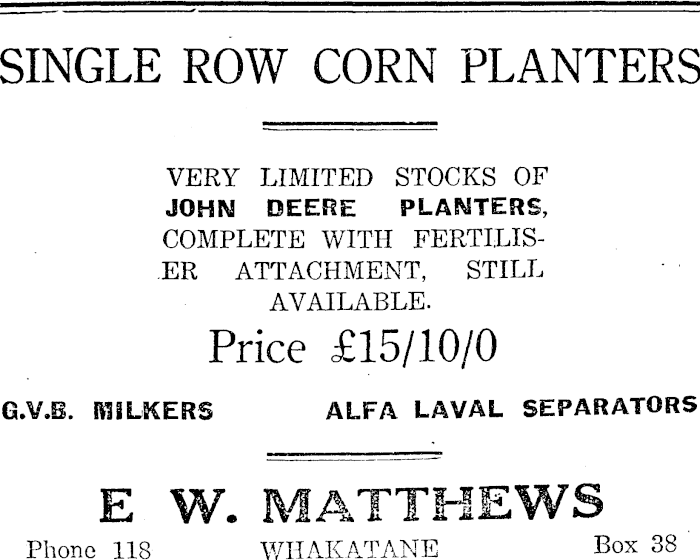 SINGLE ROW CORN PLANTERS
VERY LIMITED STOCKS OF
JOHN DEERE PLANTERS,
COMPLETE WITH FERTILIS-
ER ATTACHMENT, STILL
AVAILABLE.
Price £15/10/0
G.V.B. MILKERS ALFA LAVAL SEPARATORS
E W. MATTHEWS
Phone 118 WHAKATANE Box 38